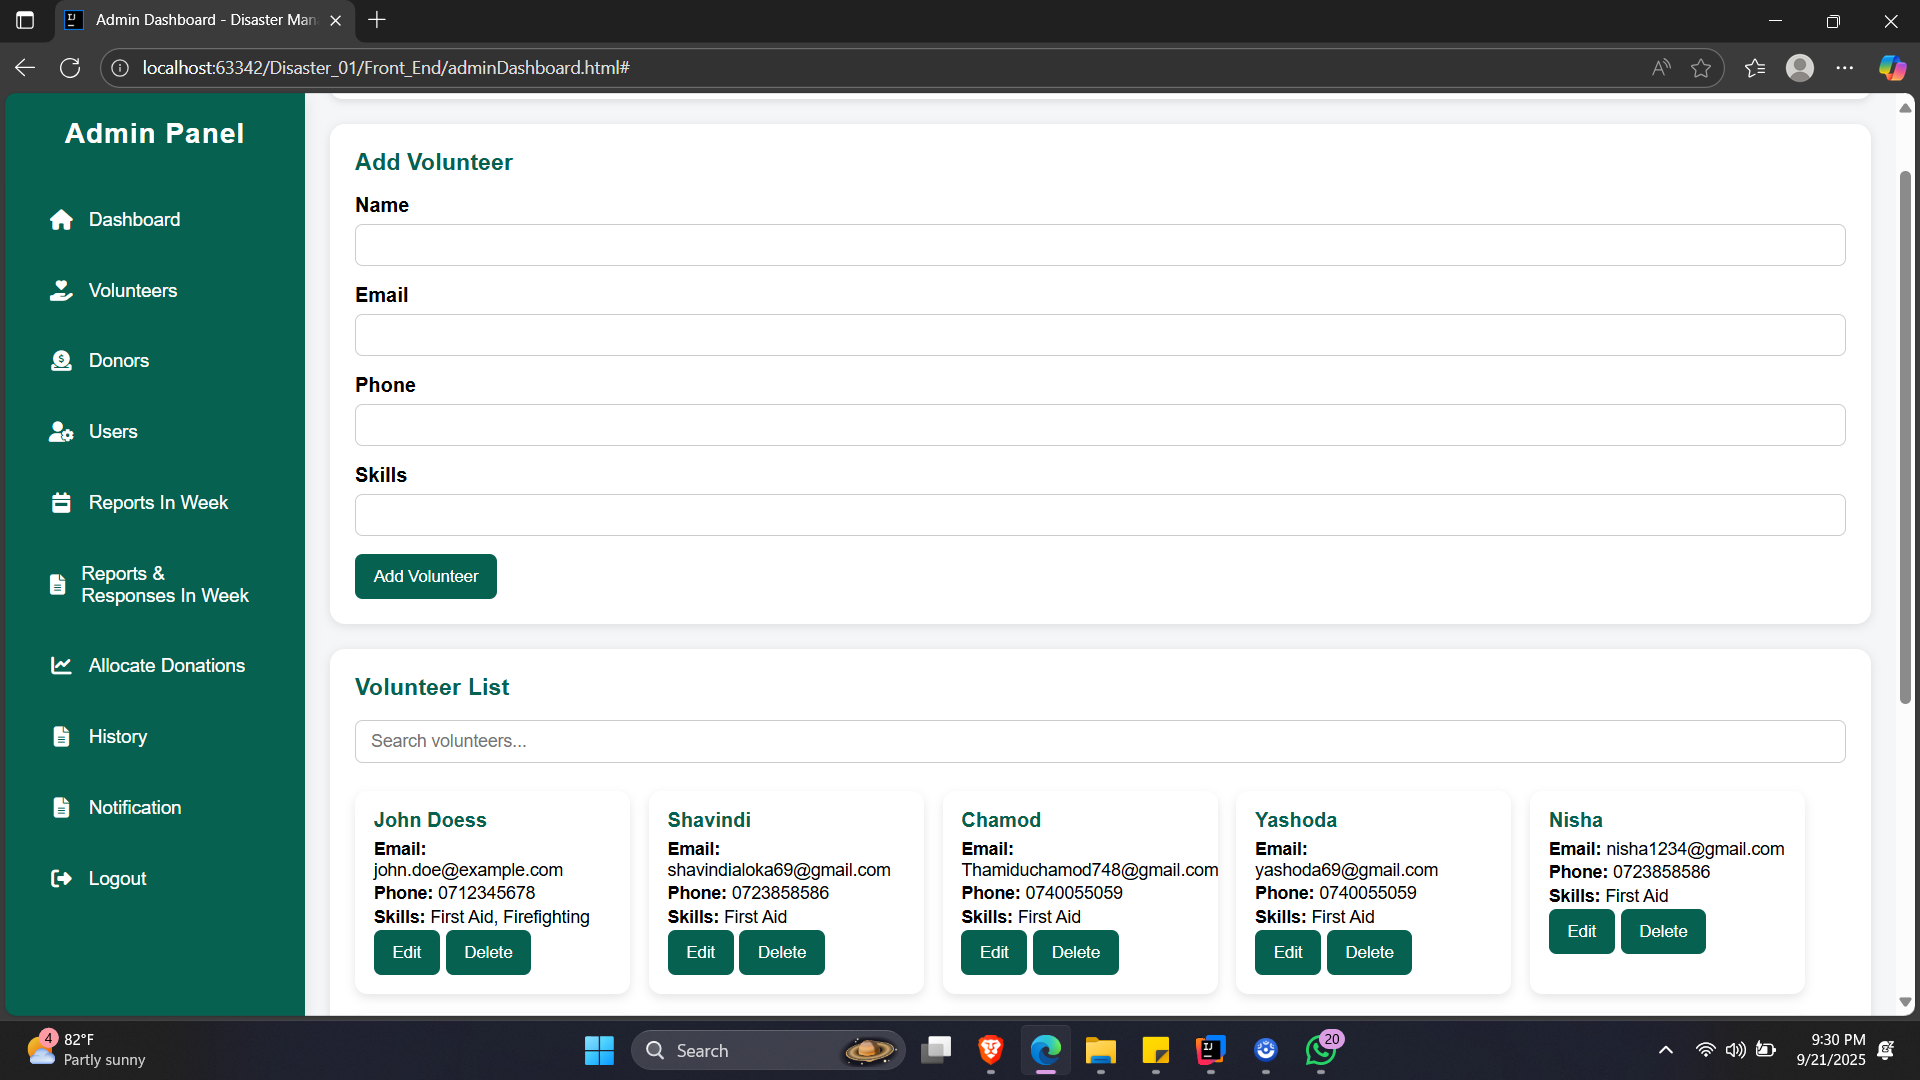 Admin Dashboard - Disaster Man
localhost:63342/Disaster_01/Front_End/adminDashboard.html#
Admin Panel
Dashboard
Volunteers
Donors
Users
Reports In Week
Reports &
Responses In Week
Allocate Donations
History
Notification
Logout
Add Volunteer
Name
Email
Phone
Skills
Add Volunteer
Volunteer List
Search volunteers...
John Doess
Email:
john.doe@example.com
Phone: 0712345678
Skills: First Aid, Firefighting
Edit Delete
Shavindi
Email:
shavindialoka69@gmail.com
Phone: 0723858586
Skills: First Aid
Edit Delete
Chamod
Email:
Thamiduchamod748@gmail.com
Phone: 0740055059
Skills: First Aid
Edit Delete
Yashoda
Email:
yashoda69@gmail.com
Phone: 0740055059
Skills: First Aid
Edit Delete
Nisha
Email: nisha1234@gmail.com
Phone: 0723858586
Skills: First Aid
Edit Delete
4
82°F
Partly sunny
Search
20
9:30 PM
9/21/2025